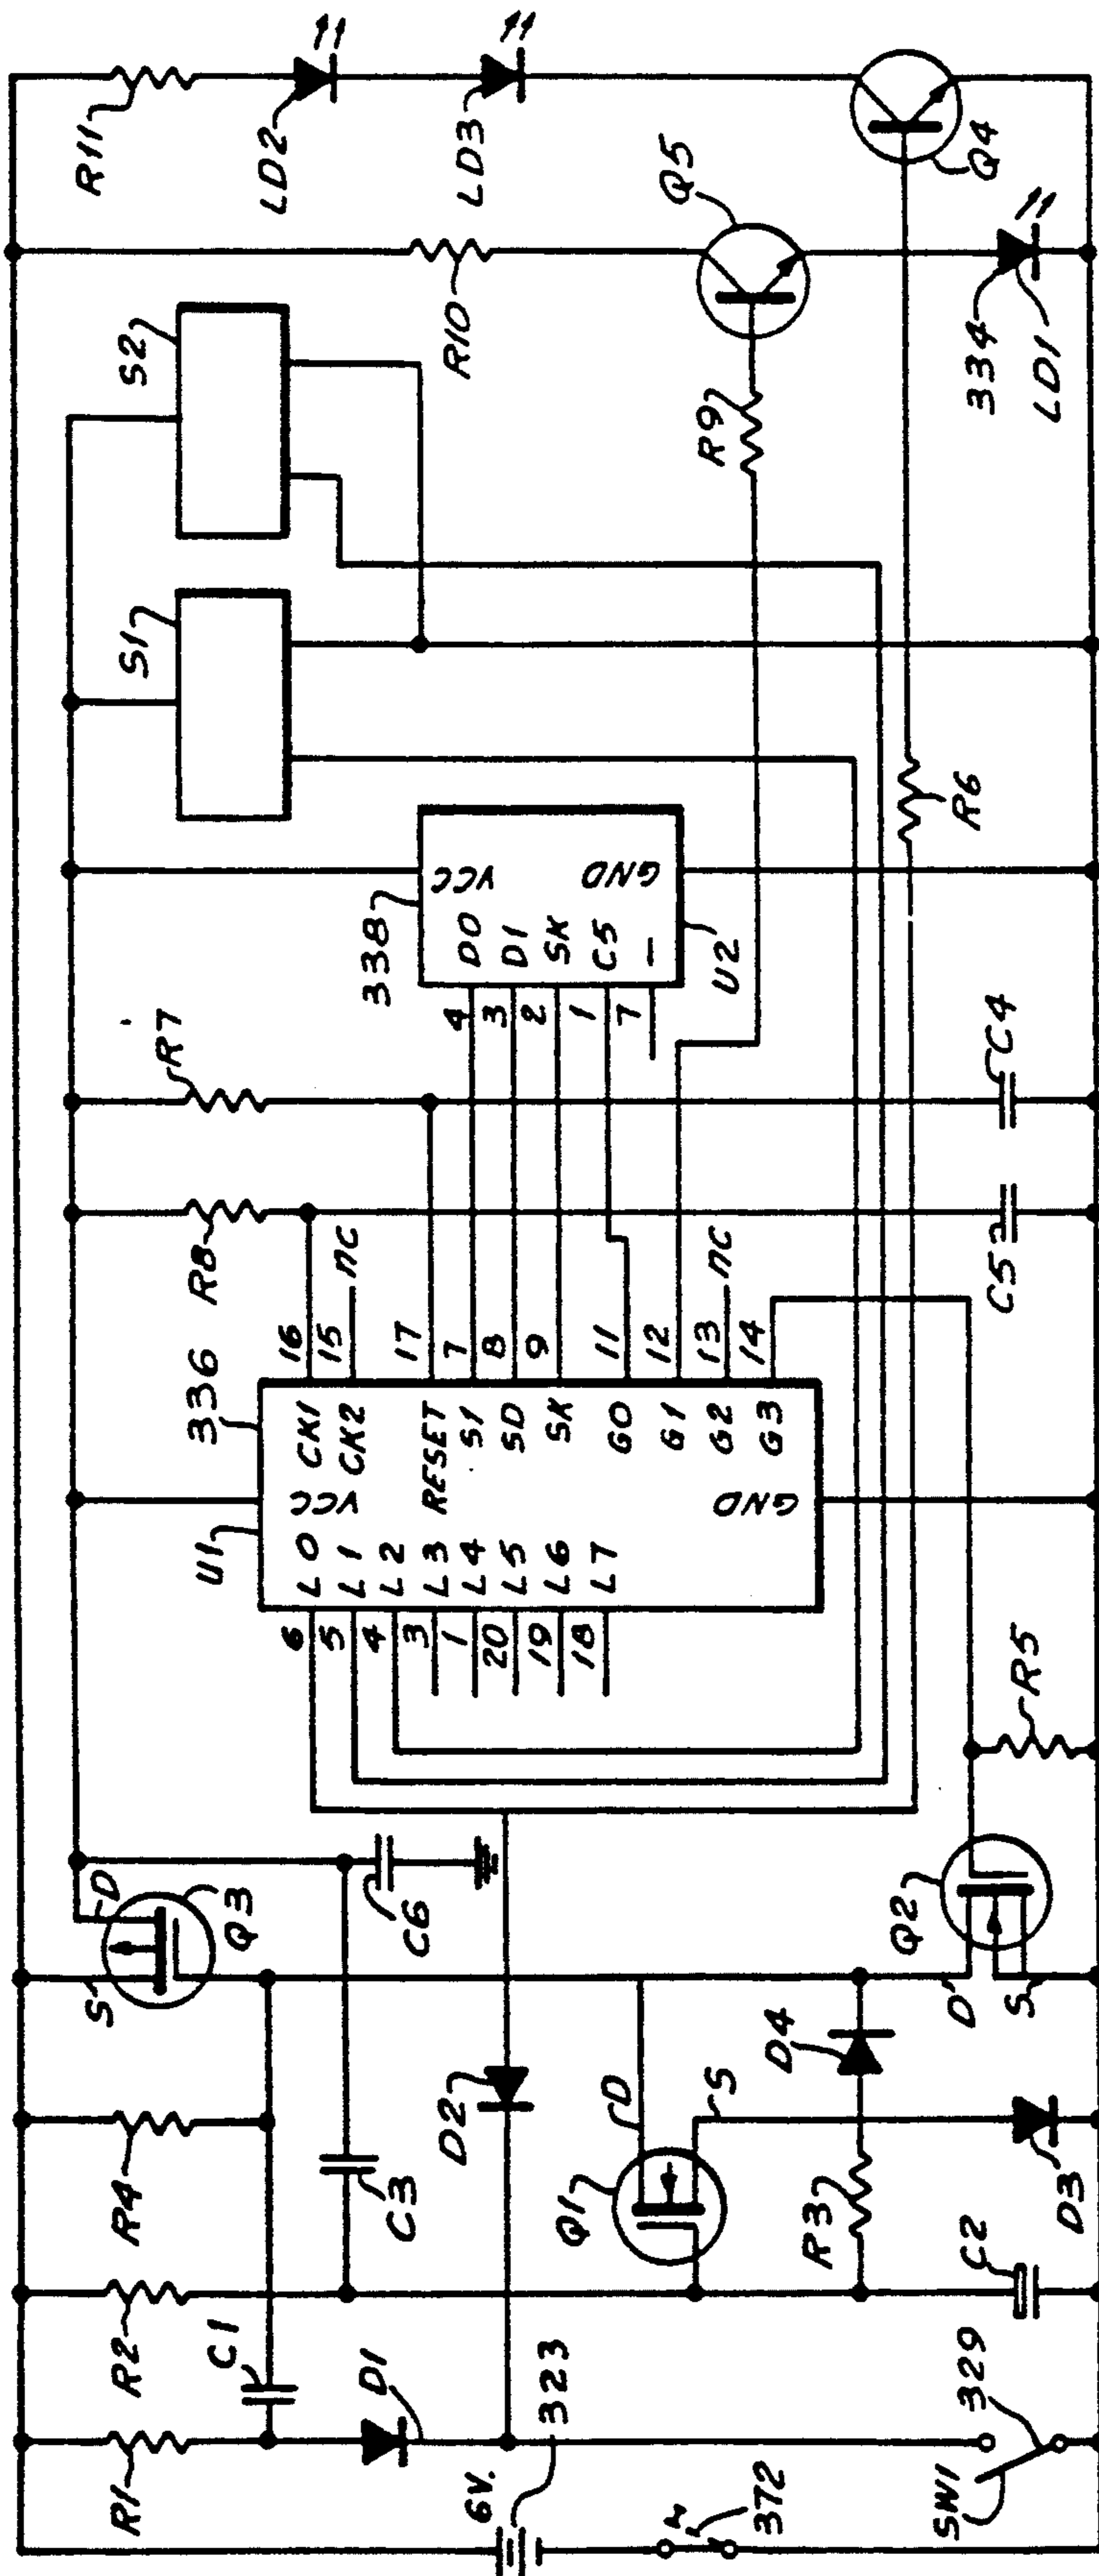 R11
LD2
LD3
Q4
Q5
R10
334
LD1
S2
R9
S1
R6
338
VCC
GND
DO
DI
SK
C5
—
4
3
2
1
7
U2
R7
C4
R8
C5
336
U1
16
15
nc
17
7
8
9
11
12
13
nc
14
CK1
CK2
VCC
RESET
S1
SD
SK
GO
G1
G2
G3
GND
LO
L1
L2
L3
L4
L5
L6
L7
6
5
4
3
1
20
19
18
R5
D
Q3
S
C6
Q2
D
S
R4
C3
D2
Q1
D
S
D4
R3
D3
R2
C1
C2
R1
D1
6V.
323
372
SW1
329